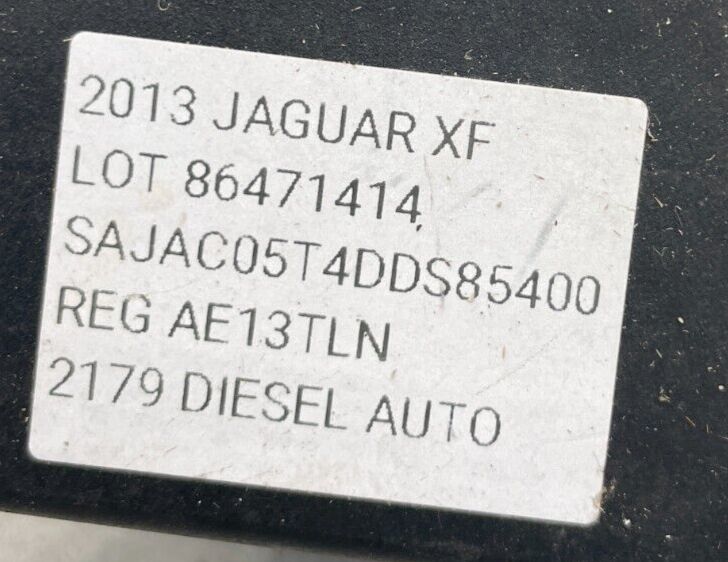 2013 JAGUAR XF
LOT 86471414
SAJAC05T4DDS85400
REG AE13TLN
2179 DIESEL AUTO